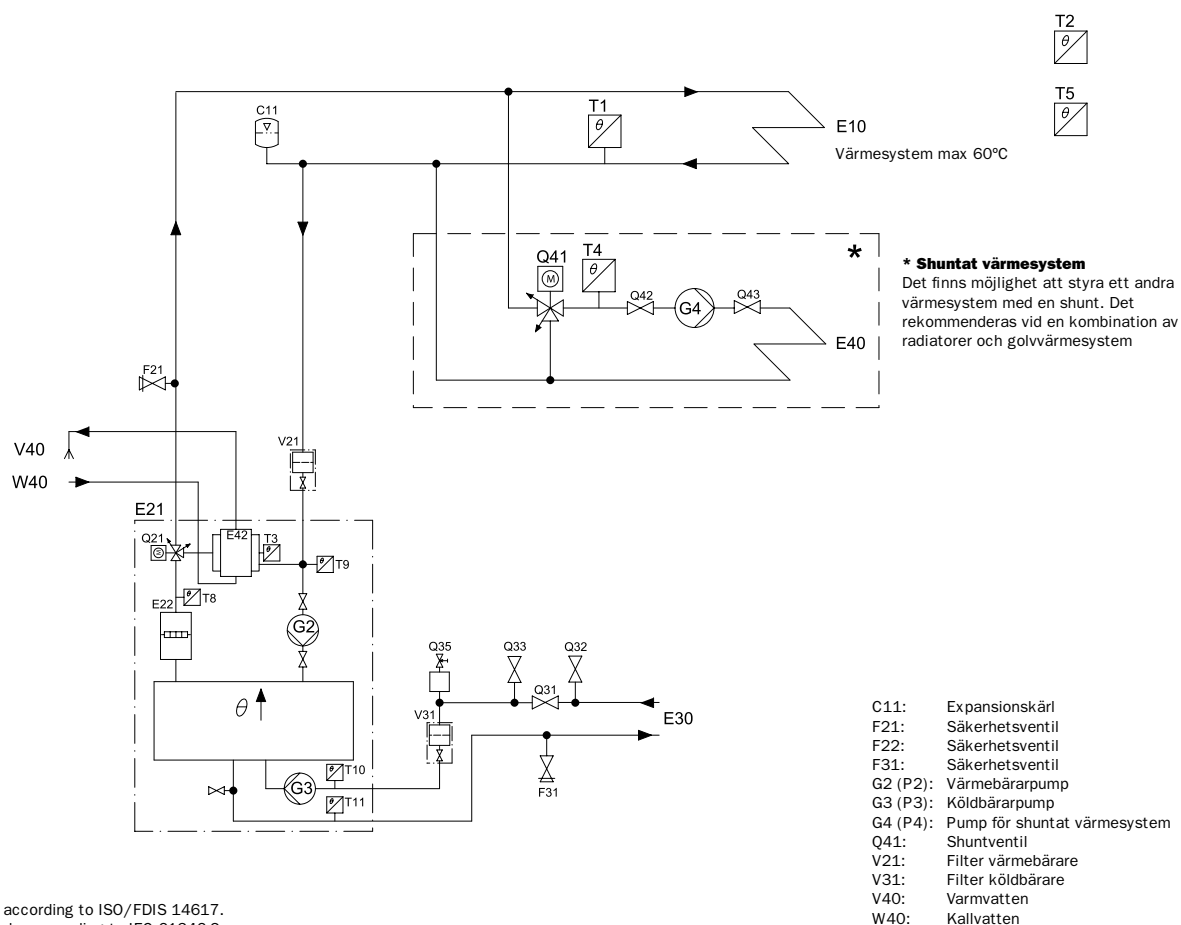 T2
θ
T5
θ
C11
T1
θ
E10
Värmesystem max 60°C
*
Q41
M
T4
θ
Q42
G4
Q43
E40
* Shuntat värmesystem
Det finns möjlighet att styra ett andra
värmesystem med en shunt. Det
rekommenderas vid en kombination av
radiatorer och golvvärmesystem
F21
V40
W40
V21
E21
Q21
E42
T3
θ
T9
θ
E22
T8
θ
G2
θ
Q35
Q33
Q32
Q31
V31
E30
G3
T10
θ
T11
θ
F31
C11: Expansionskärl
F21: Säkerhetsventil
F22: Säkerhetsventil
F31: Säkerhetsventil
G2 (P2): Värmebärarpump
G3 (P3): Köldbärarpump
G4 (P4): Pump för shuntat värmesystem
Q41: Shuntventil
V21: Filter värmebärare
V31: Filter köldbärare
V40: Varmvatten
W40: Kallvatten
according to ISO/FDIS 14617.